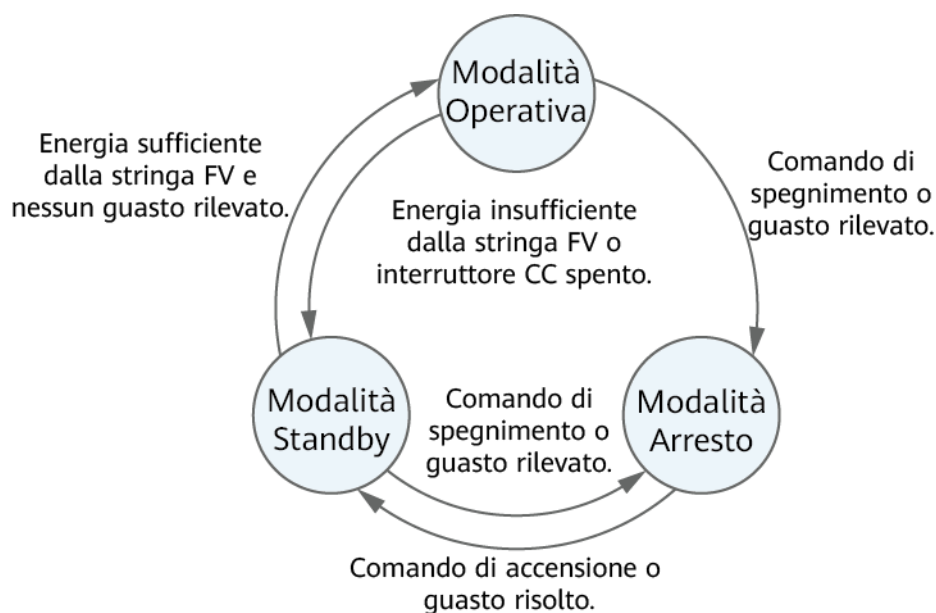 Modalità
Operativa
Energia sufficiente
dalla stringa FV e
nessun guasto rilevato.
Energia insufficiente
dalla stringa FV o
interruttore CC spento.
Comando di
spegnimento o
guasto rilevato.
Modalità
Standby
Comando di
spegnimento o
guasto rilevato.
Modalità
Arresto
Comando di accensione o
guasto risolto.